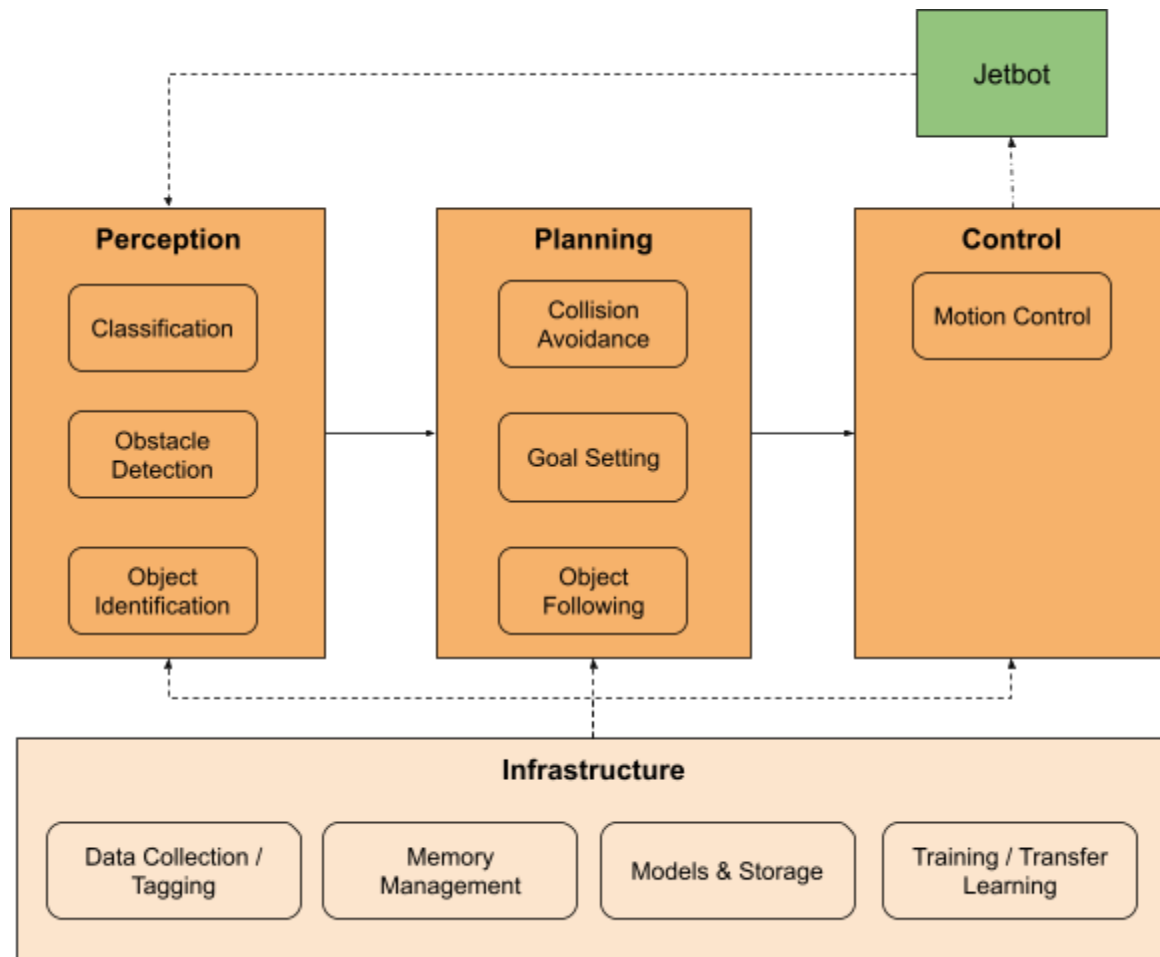 Jetbot
Perception
Classification
Obstacle
Detection
Object
Identification
Planning
Collision
Avoidance
Goal Setting
Object
Following
Control
Motion Control
Infrastructure
Data Collection /
Tagging
Memory
Management
Models & Storage
Training / Transfer
Learning